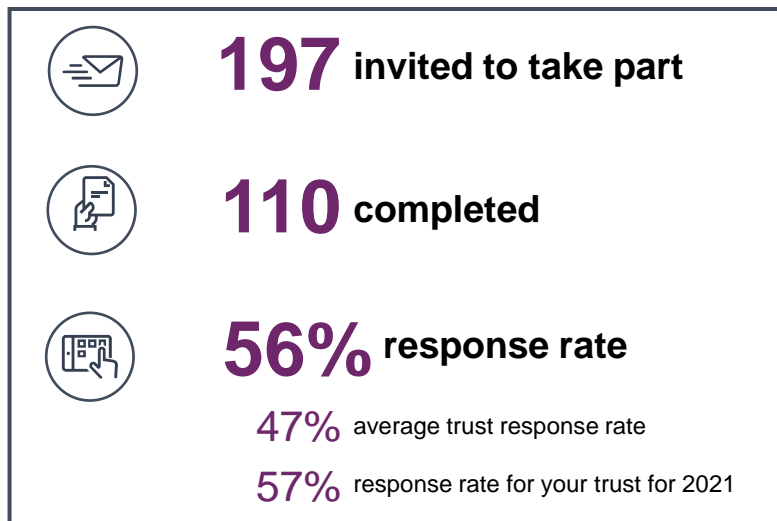 197 invited to take part
110 completed
56% response rate
47% average trust response rate
57% response rate for your trust for 2021